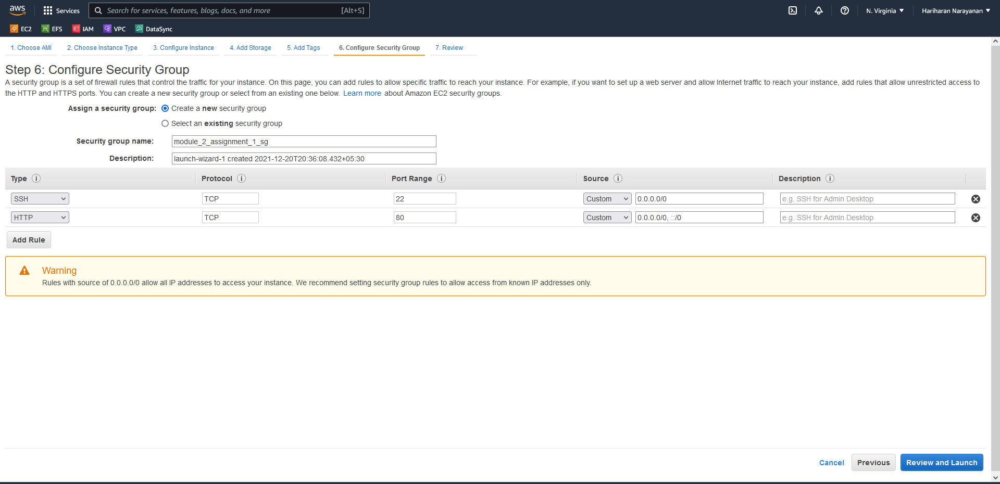 aws Services Search for services, features, blogs, docs, and more [Alt+S] N. Virginia Hariharan Narayanan
EC2 EFS IAM VPC DataSync
1. Choose AMI 2. Choose Instance Type 3. Configure Instance 4. Add Storage 5. Add Tags 6. Configure Security Group 7. Review
Step 6: Configure Security Group
A security group is a set of firewall rules that control the traffic for your instance. On this page, you can add rules to allow specific traffic to reach your instance. For example, if you want to set up a web server and allow Internet traffic to reach your instance, add rules that allow unrestricted access to
the HTTP and HTTPS ports. You can create a new security group or select from an existing one below. Learn more about Amazon EC2 security groups.
Assign a security group: Create a new security group
Select an existing security group
Security group name: module_2_assignment_1_sg
Description: launch-wizard-1 created 2021-12-20T20:36:08.432+05:30
Type Protocol Port Range Source Description
SSH TCP 22 Custom 0.0.0.0/0 e.g. SSH for Admin Desktop
HTTP TCP 80 Custom 0.0.0.0/0, ::/0 e.g. SSH for Admin Desktop
Add Rule
Warning
Rules with source of 0.0.0.0/0 allow all IP addresses to access your instance. We recommend setting security group rules to allow access from known IP addresses only.
Cancel Previous Review and Launch